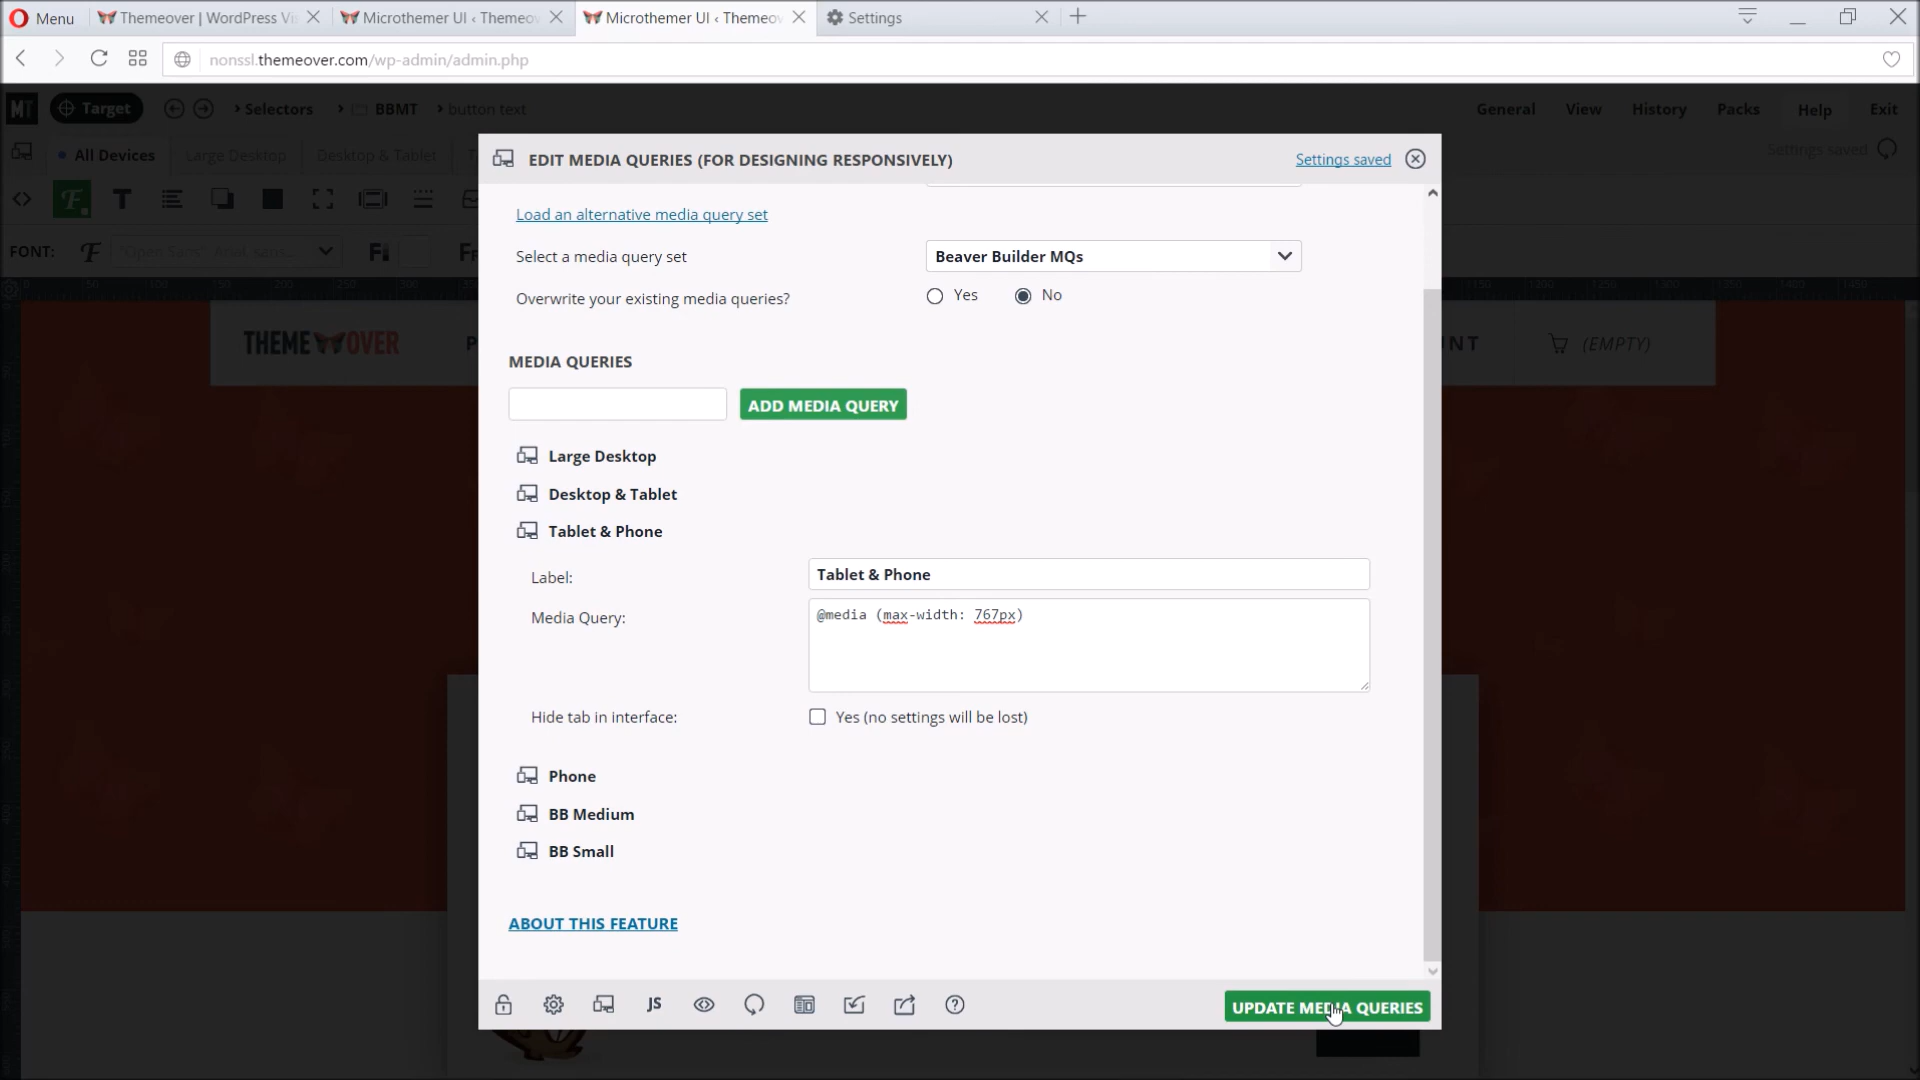 Menu
Themeover | WordPress Vi
Microthemer UI ‹ Themeov
Microthemer UI ‹ Themeov
Settings
nonssl.themeover.com/wp-admin/admin.php
MT
Target
Selectors
BBMT
button text
General
View
History
Packs
Help
Exit
All Devices
Large Desktop
Desktop & Tablet
Settings saved
FONT:
"Open Sans", Arial, sans...
EDIT MEDIA QUERIES (FOR DESIGNING RESPONSIVELY)
Settings saved
Load an alternative media query set
Select a media query set
Beaver Builder MQs
Overwrite your existing media queries?
Yes
No
THEMEOVER
(EMPTY)
MEDIA QUERIES
ADD MEDIA QUERY
Large Desktop
Desktop & Tablet
Tablet & Phone
Label:
Tablet & Phone
Media Query:
@media (max-width: 767px)
Hide tab in interface:
Yes (no settings will be lost)
Phone
BB Medium
BB Small
ABOUT THIS FEATURE
JS
UPDATE MEDIA QUERIES